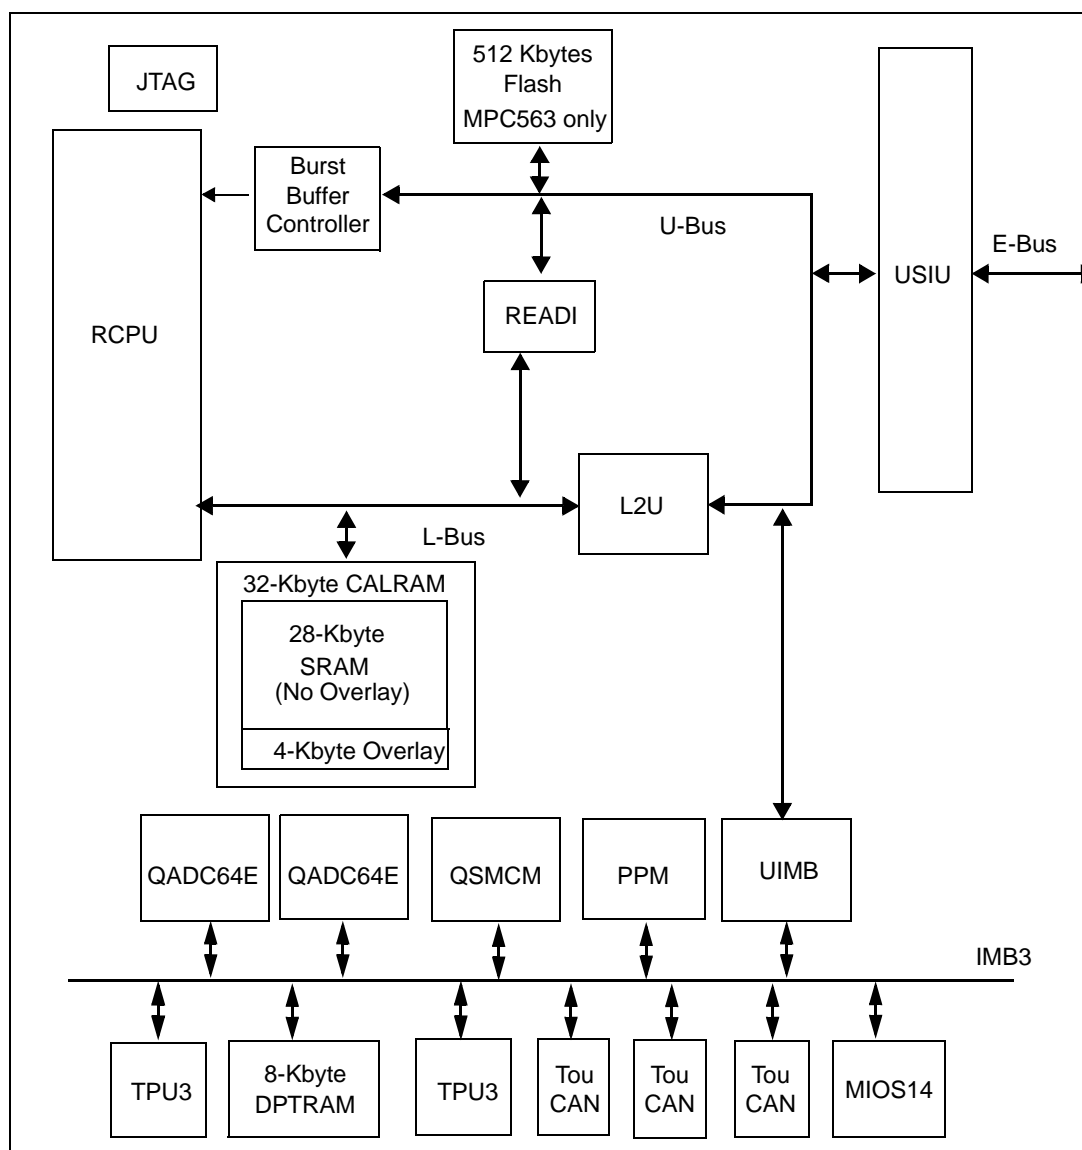 512 Kbytes
Flash
MPC563 only
JTAG
Burst
Buffer
Controller
U-Bus
E-Bus
USIU
READI
RCPU
L2U
L-Bus
32-Kbyte CALRAM
28-Kbyte
SRAM
(No Overlay)
4-Kbyte Overlay
QADC64E
QADC64E
QSMCM
PPM
UIMB
IMB3
TPU3
8-Kbyte
DPTRAM
TPU3
Tou
CAN
Tou
CAN
Tou
CAN
MIOS14